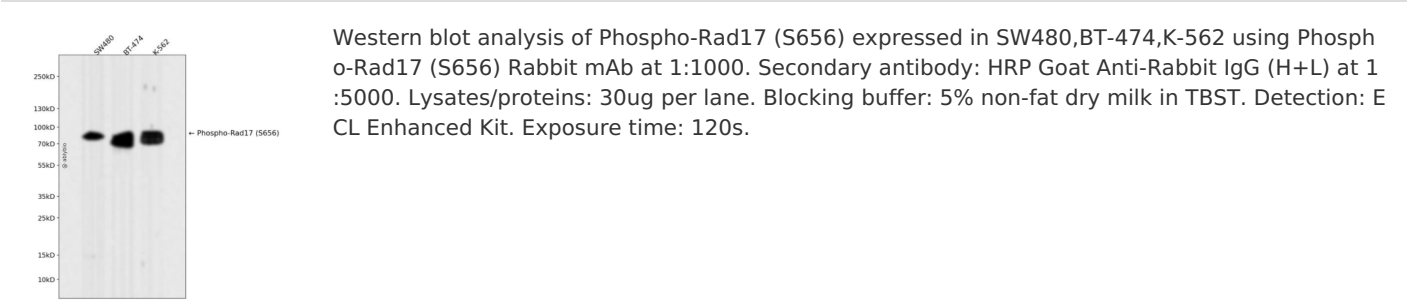 SW480 BT-474 K-562
250kD
130kD
100kD
← Phospho-Rad17 (S656)
70kD
55kD
@ abbybio
35kD
25kD
15kD
10kD
Western blot analysis of Phospho-Rad17 (S656) expressed in SW480,BT-474,K-562 using Phosph
o-Rad17 (S656) Rabbit mAb at 1:1000. Secondary antibody: HRP Goat Anti-Rabbit IgG (H+L) at 1
:5000. Lysates/proteins: 30ug per lane. Blocking buffer: 5% non-fat dry milk in TBST. Detection: E
CL Enhanced Kit. Exposure time: 120s.